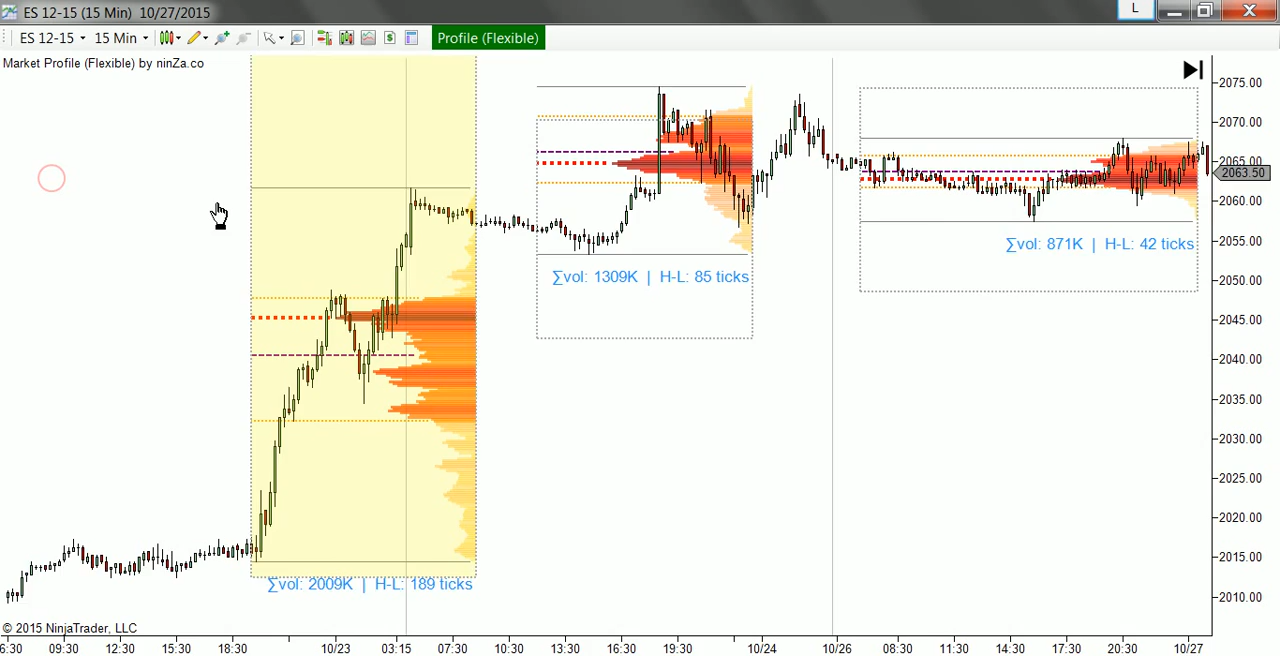 ES 12-15 (15 Min) 10/27/2015
L
ES 12-15 15 Min $ Profile (Flexible)
Market Profile (Flexible) by ninZa.co
2075.00
2070.00
2065.00
2063.50
2060.00
2055.00
2050.00
2045.00
2040.00
2035.00
2030.00
2025.00
2020.00
2015.00
2010.00
∑vol: 871K | H-L: 42 ticks
∑vol: 1309K | H-L: 85 ticks
∑vol: 2009K | H-L: 189 ticks
© 2015 NinjaTrader, LLC
6:30 09:30 12:30 15:30 18:30 10/23 03:15 07:30 10:30 13:30 16:30 19:30 10/24 10/26 08:30 11:30 14:30 17:30 20:30 10/27